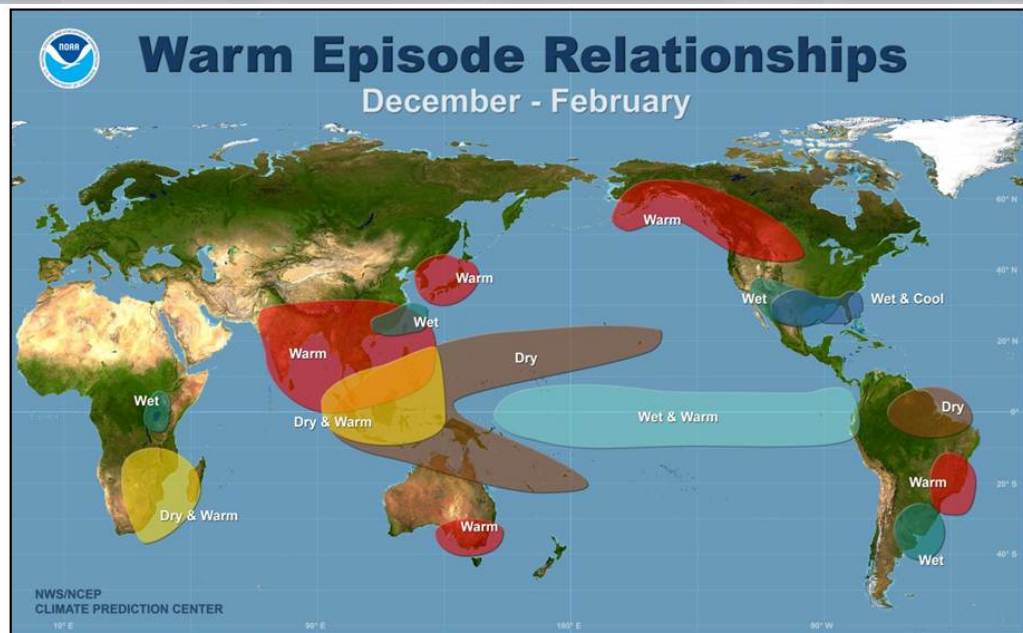 NOAA
Warm Episode Relationships
December - February
60° N
Warm
40° N
Warm
Wet
Wet & Cool
Wet
20° N
Warm
Dry
Wet
Dry & Warm
Wet & Warm
Dry
0°
Warm
20° S
Dry & Warm
Warm
Wet
40° S
NWS/NCEP
CLIMATE PREDICTION CENTER
10° E
90° E
180° E
90° W